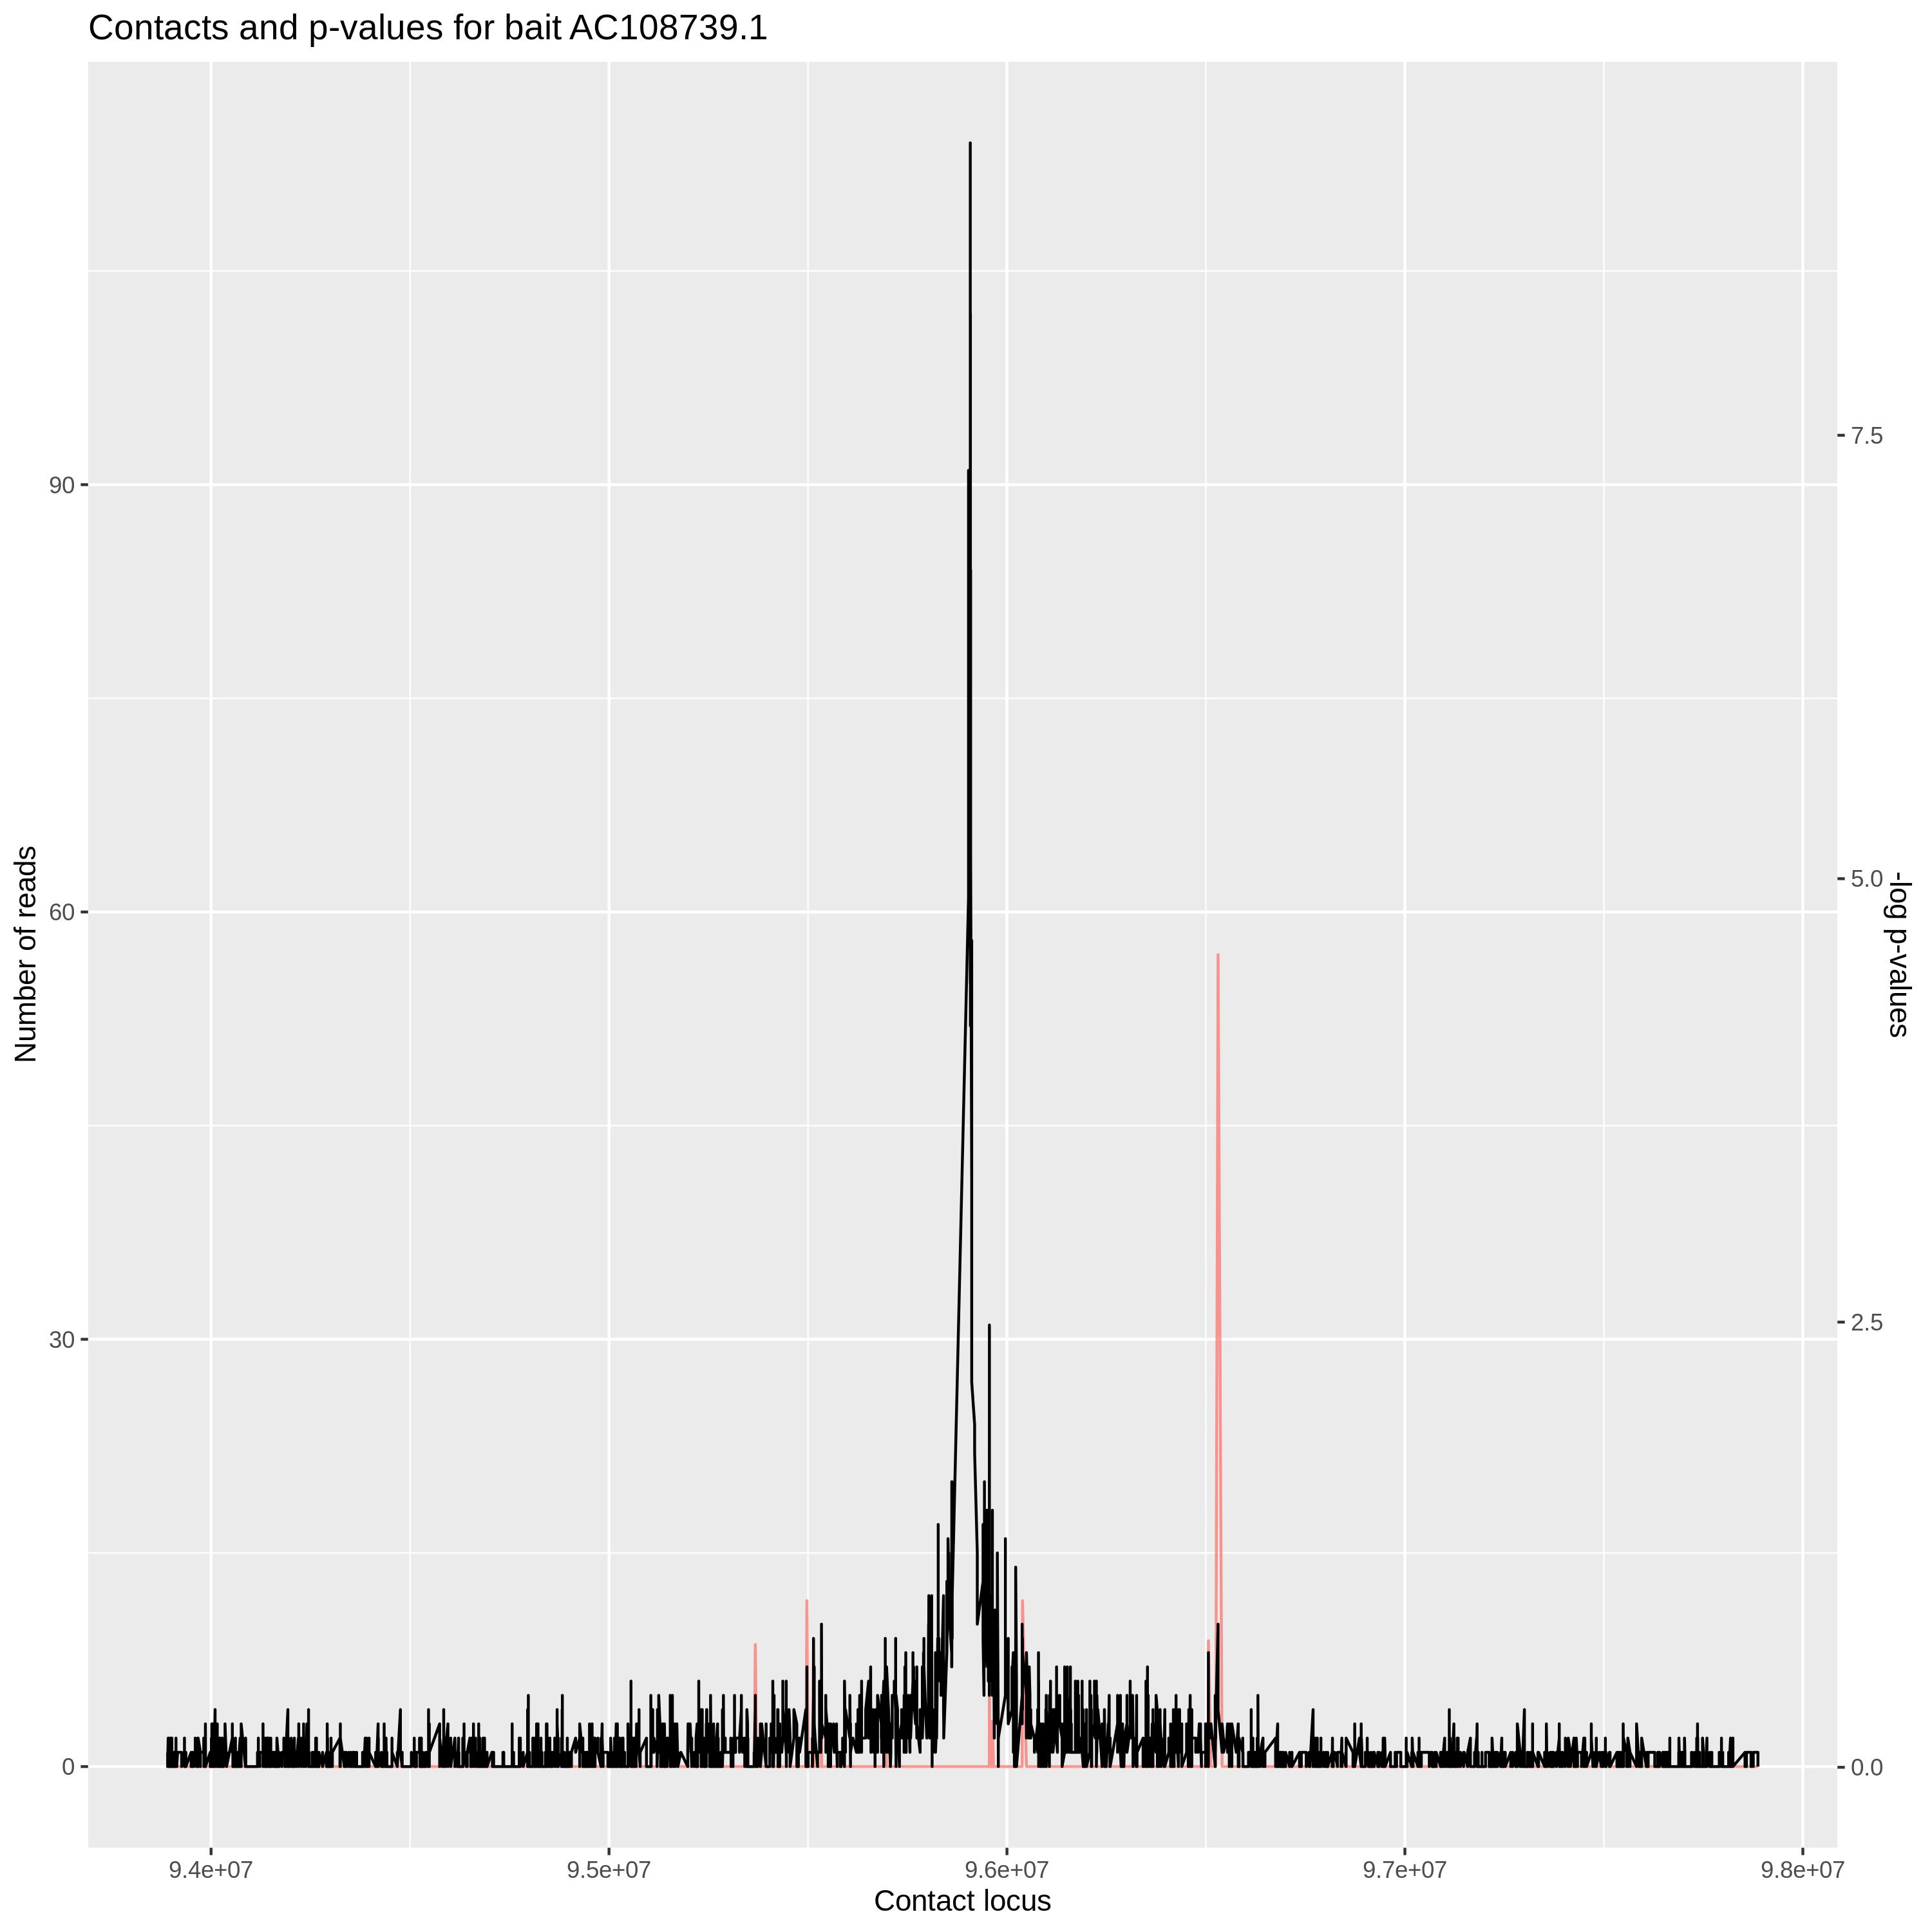 Contacts and p-values for bait AC108739.1
Number of reads
90
60
30
0
7.5
5.0
2.5
0.0
-log p-values
9.4e+07
9.5e+07
9.6e+07
9.7e+07
9.8e+07
Contact locus